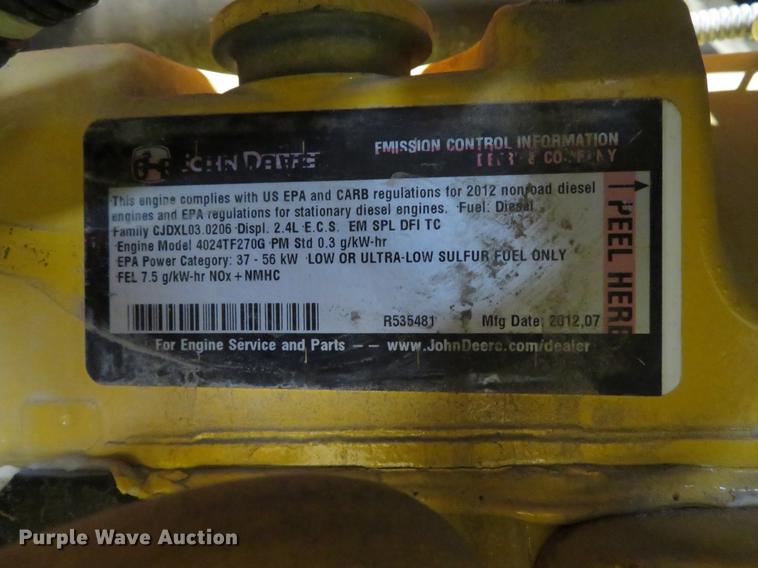 JOHN DEERE
EMISSION CONTROL INFORMATION
DEERE & COMPANY
This engine complies with US EPA and CARB regulations for 2012 nonroad diesel
engines and EPA regulations for stationary diesel engines. Fuel: Diesel
Family CJDXL03.0206 Displ. 2.4L E.C.S. EM SPL DFI TC
Engine Model 4024TF270G PM Std 0.3 g/kW-hr
EPA Power Category: 37 - 56 kW LOW OR ULTRA-LOW SULFUR FUEL ONLY
FEL 7.5 g/kW-hr NOx + NMHC
R535481 Mfg Date: 2012,07
For Engine Service and Parts -- www.JohnDeere.com/dealer
PEEL HERE
Purple Wave Auction